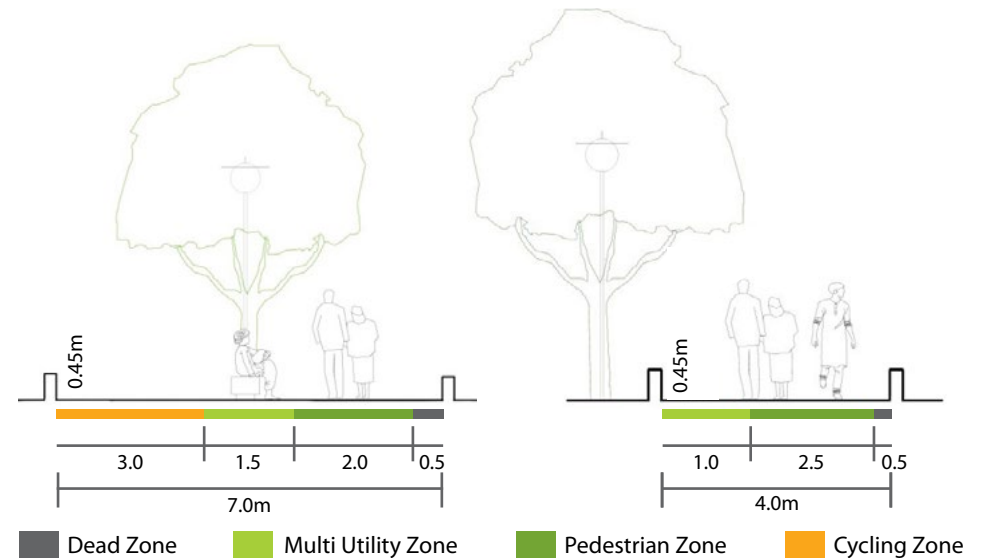 0.45m
0.45m
3.0 1.5 2.0 0.5
1.0 2.5 0.5
7.0m
4.0m
Dead Zone Multi Utility Zone Pedestrian Zone Cycling Zone